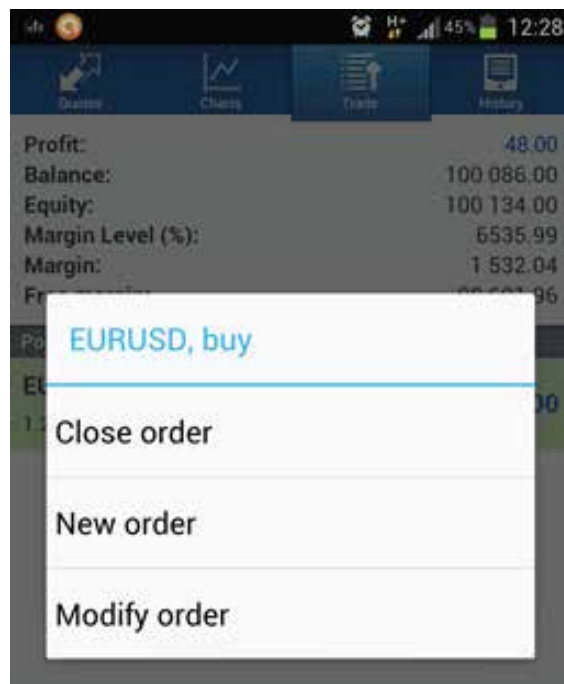 45% 12:28
Quotes Charts Trade History
Profit: 48.00
Balance: 100 086.00
Equity: 100 134.00
Margin Level (%): 6535.99
Margin: 1 532.04
EURUSD, buy
Close order
New order
Modify order